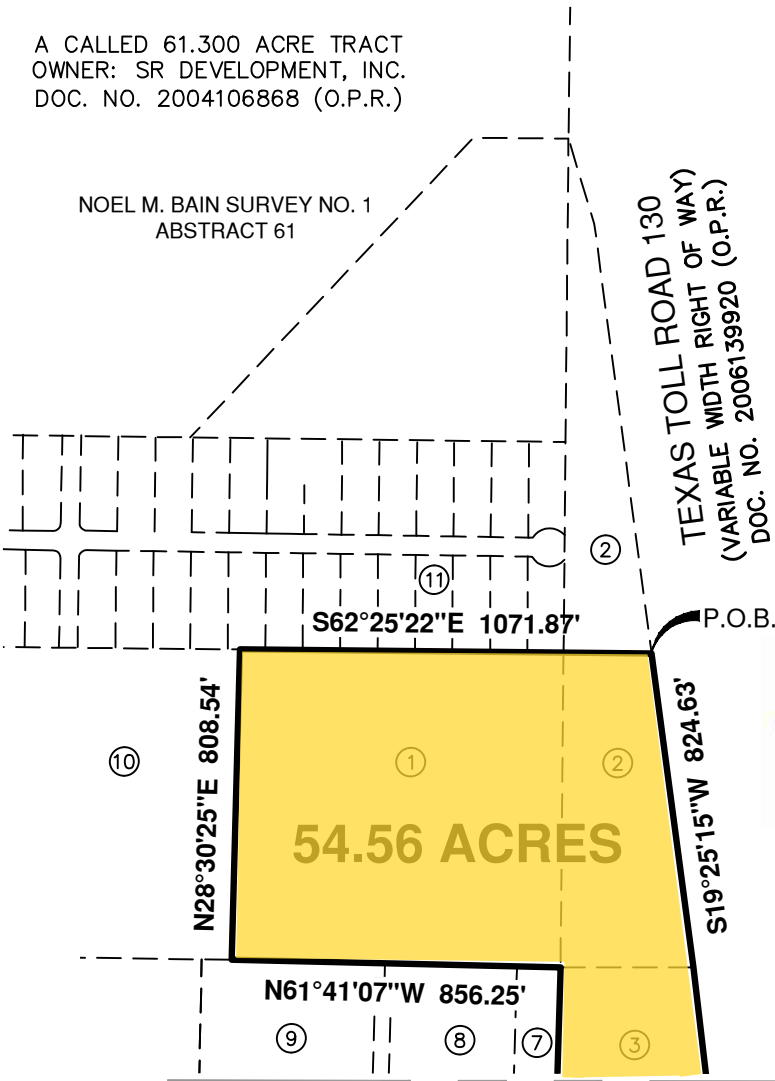 A CALLED 61.300 ACRE TRACT
OWNER: SR DEVELOPMENT, INC.
DOC. NO. 2004106868 (O.P.R.)
NOEL M. BAIN SURVEY NO. 1
ABSTRACT 61
TEXAS TOLL ROAD 130
(VARIABLE WIDTH RIGHT OF WAY)
DOC. NO. 2006139920 (O.P.R.)
2
11
S62°25'22"E 1071.87'
P.O.B.
10
N28°30'25"E 808.54'
1
2
S19°25'15"W 824.63'
54.56 ACRES
N61°41'07"W 856.25'
9
8
7
3